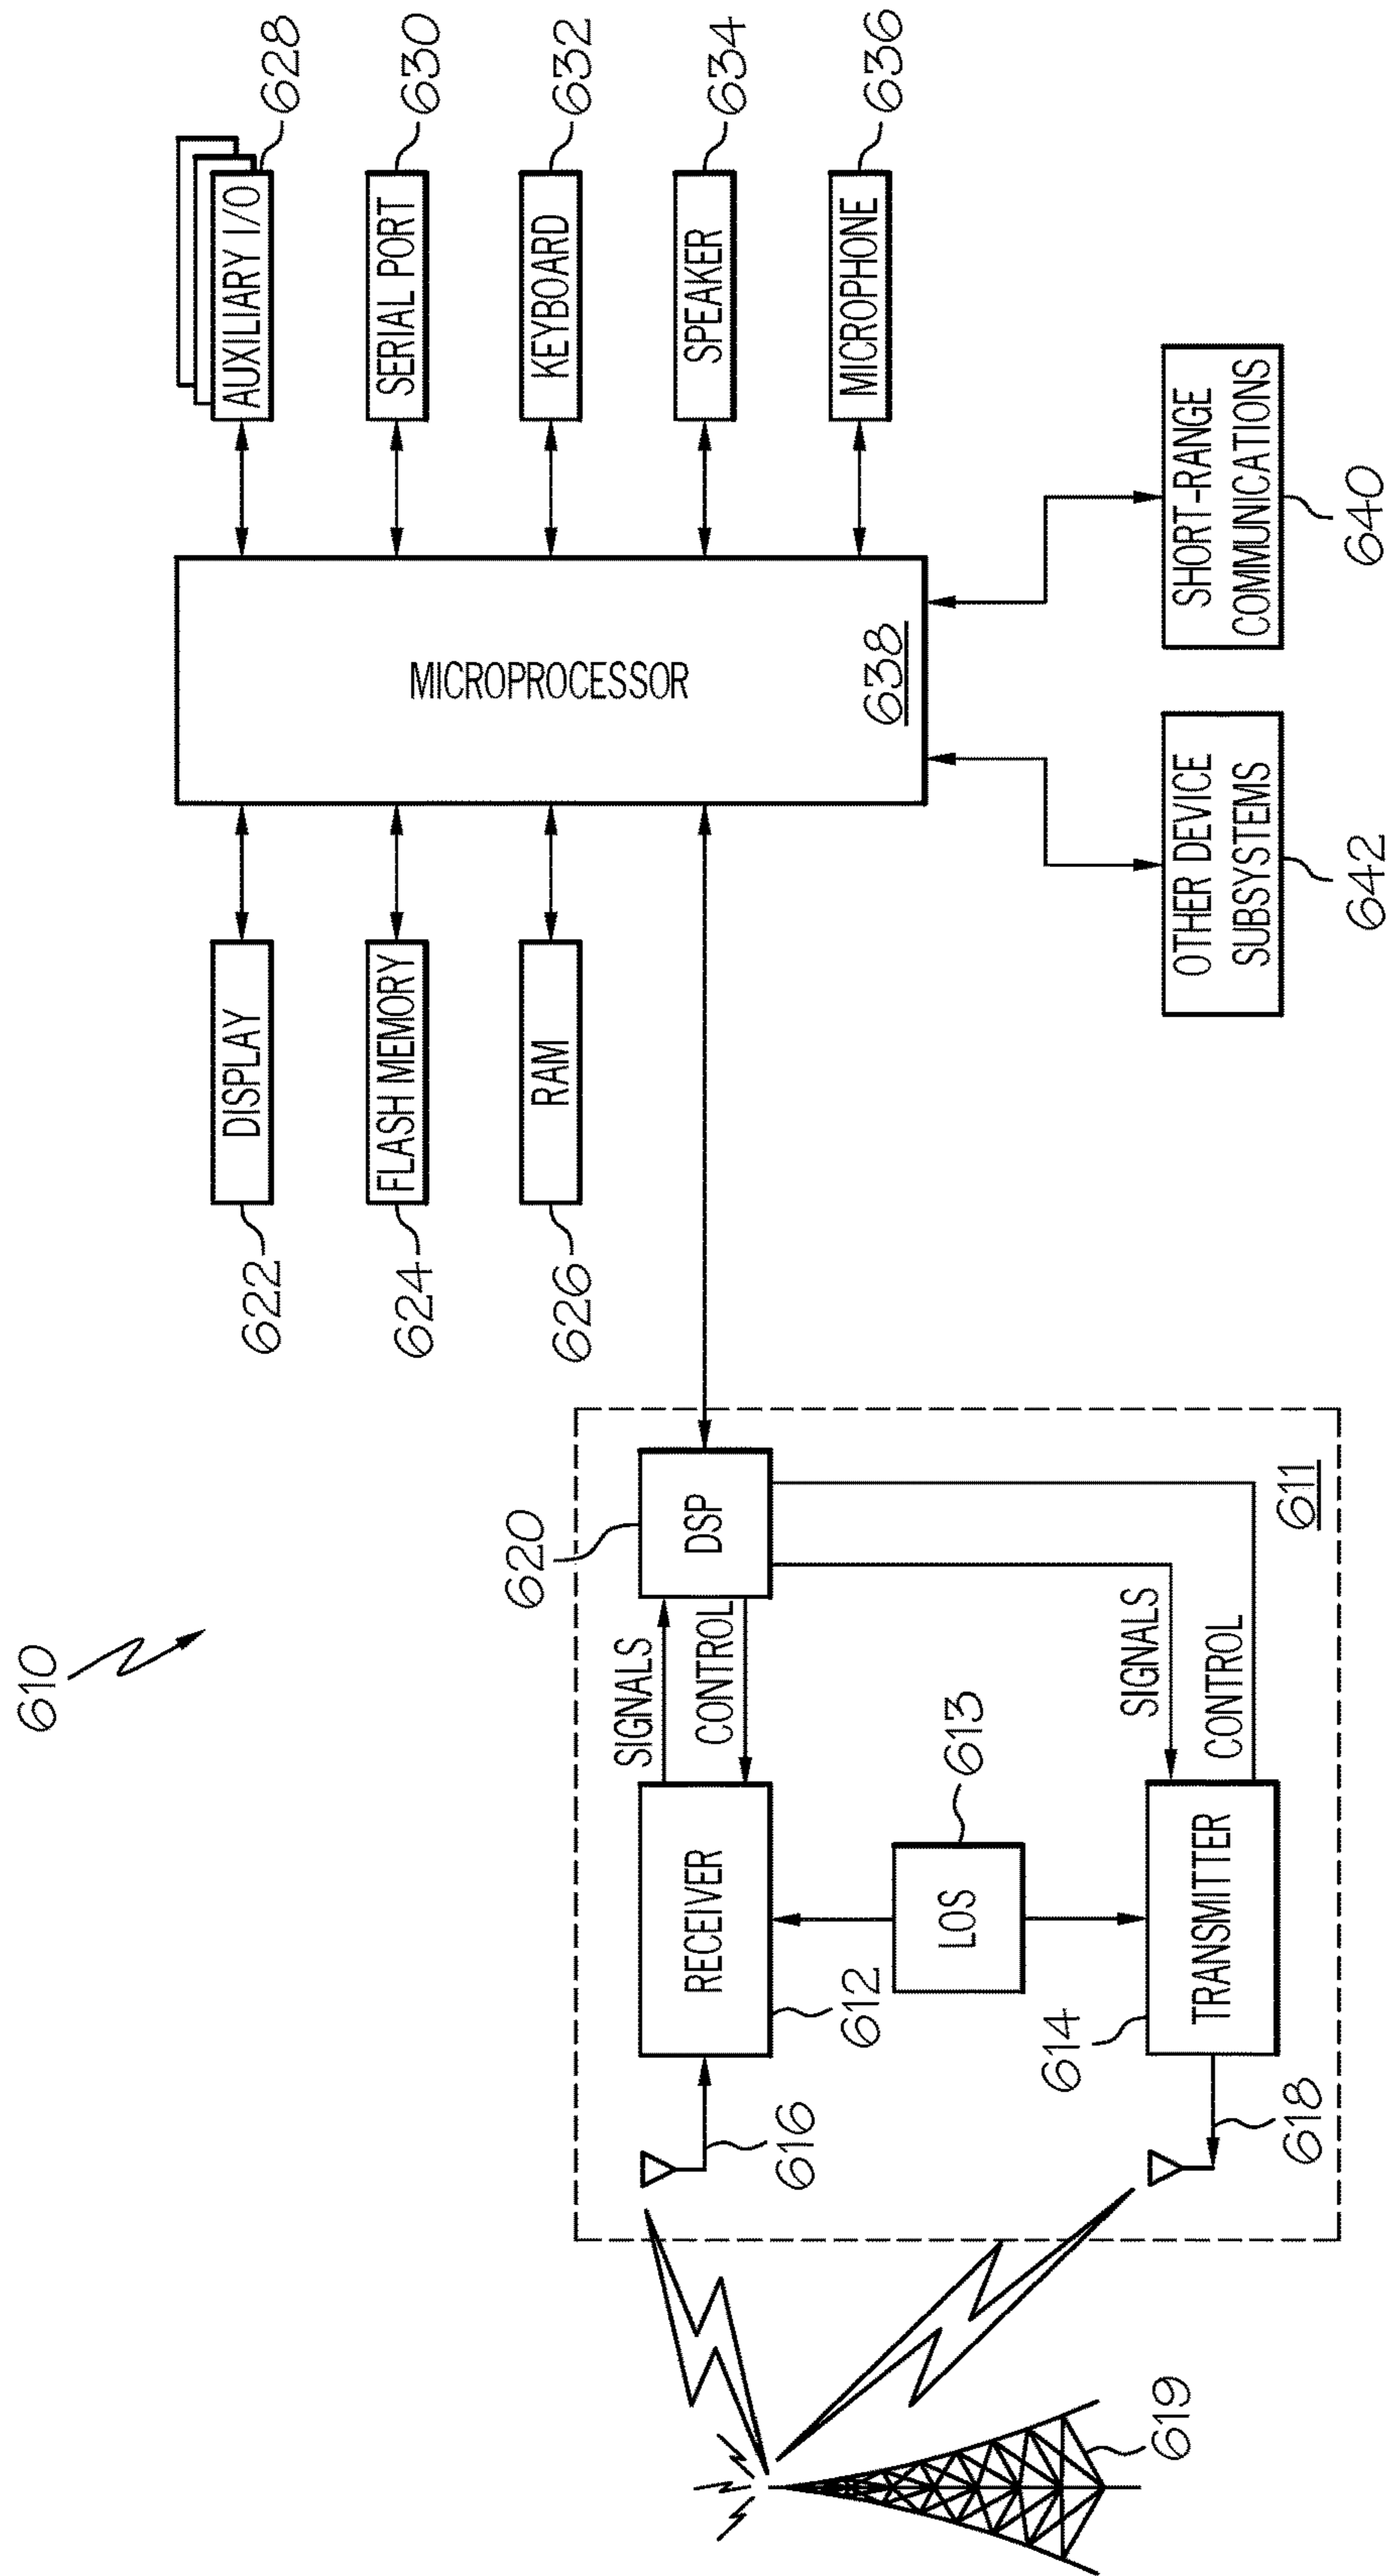 610
622
DISPLAY
624
FLASH MEMORY
626
RAM
MICROPROCESSOR
638
AUXILIARY I/O
628
SERIAL PORT
630
KEYBOARD
632
SPEAKER
634
MICROPHONE
636
620
SIGNALS
DSP
CONTROL
RECEIVER
612
616
LOS
613
SIGNALS
614
TRANSMITTER
CONTROL
618
611
619
OTHER DEVICE
SUBSYSTEMS
642
SHORT-RANGE
COMMUNICATIONS
640